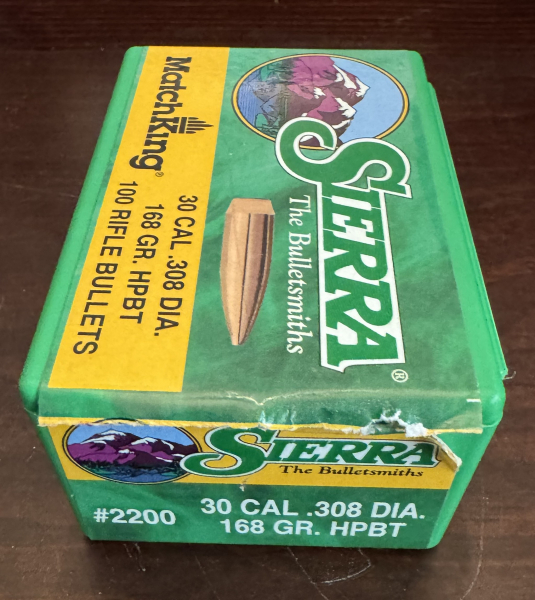 SIERRA®
The Bulletsmiths
MatchKing®
30 CAL .308 DIA.
168 GR. HPBT
100 RIFLE BULLETS
SIERRA
The Bulletsmiths
#2200
30 CAL .308 DIA.
168 GR. HPBT